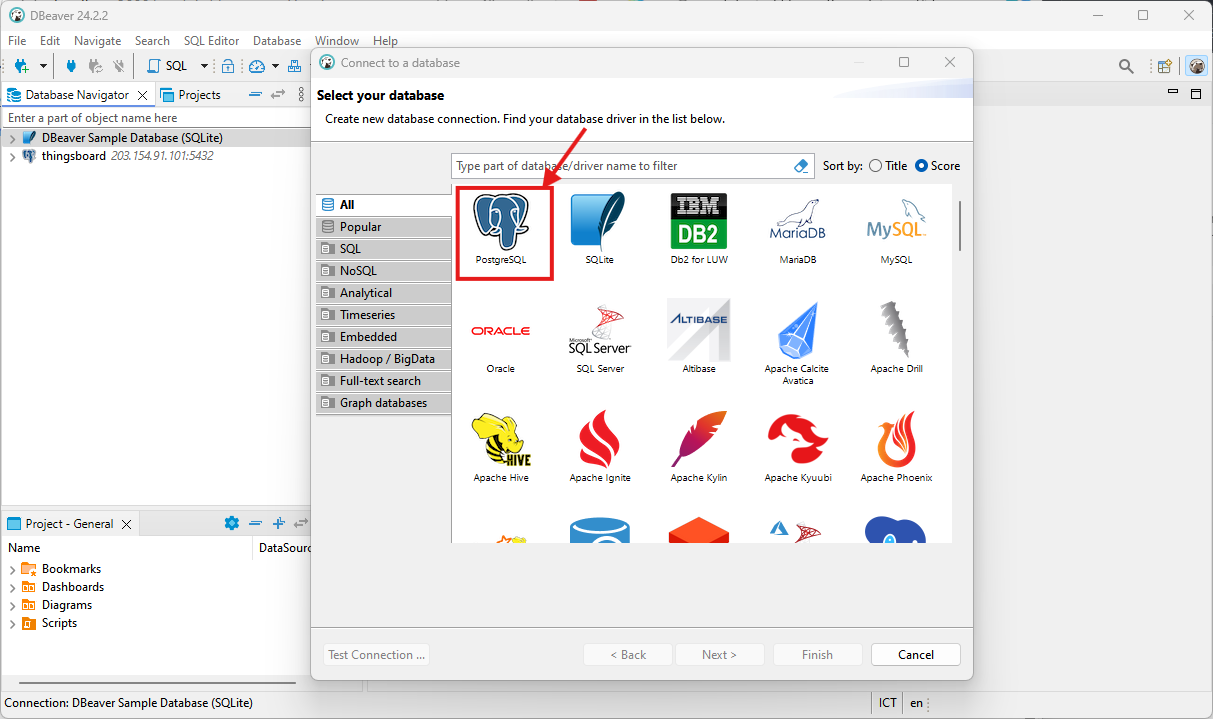 DBeaver 24.2.2
File Edit Navigate Search SQL Editor Database Window Help
SQL
Database Navigator
Projects
Enter a part of object name here
DBeaver Sample Database (SQLite)
thingsboard 203.154.91.101:5432
Connect to a database
Select your database
Create new database connection. Find your database driver in the list below.
Type part of database/driver name to filter
Sort by: Title Score
All
Popular
SQL
NoSQL
Analytical
Timeseries
Embedded
Hadoop / BigData
Full-text search
Graph databases
IBM
DB2
MariaDB
MySQL
PostgreSQL SQLite Db2 for LUW MariaDB MySQL
ORACLE
Microsoft
SQL Server
ALTIBASE
Oracle SQL Server Altibase Apache Calcite Avatica Apache Drill
HIVE
Apache Hive Apache Ignite Apache Kylin Apache Kyuubi Apache Phoenix
Project - General
Name DataSourc
Bookmarks
Dashboards
Diagrams
Scripts
Test Connection ... < Back Next > Finish Cancel
Connection: DBeaver Sample Database (SQLite) ICT en